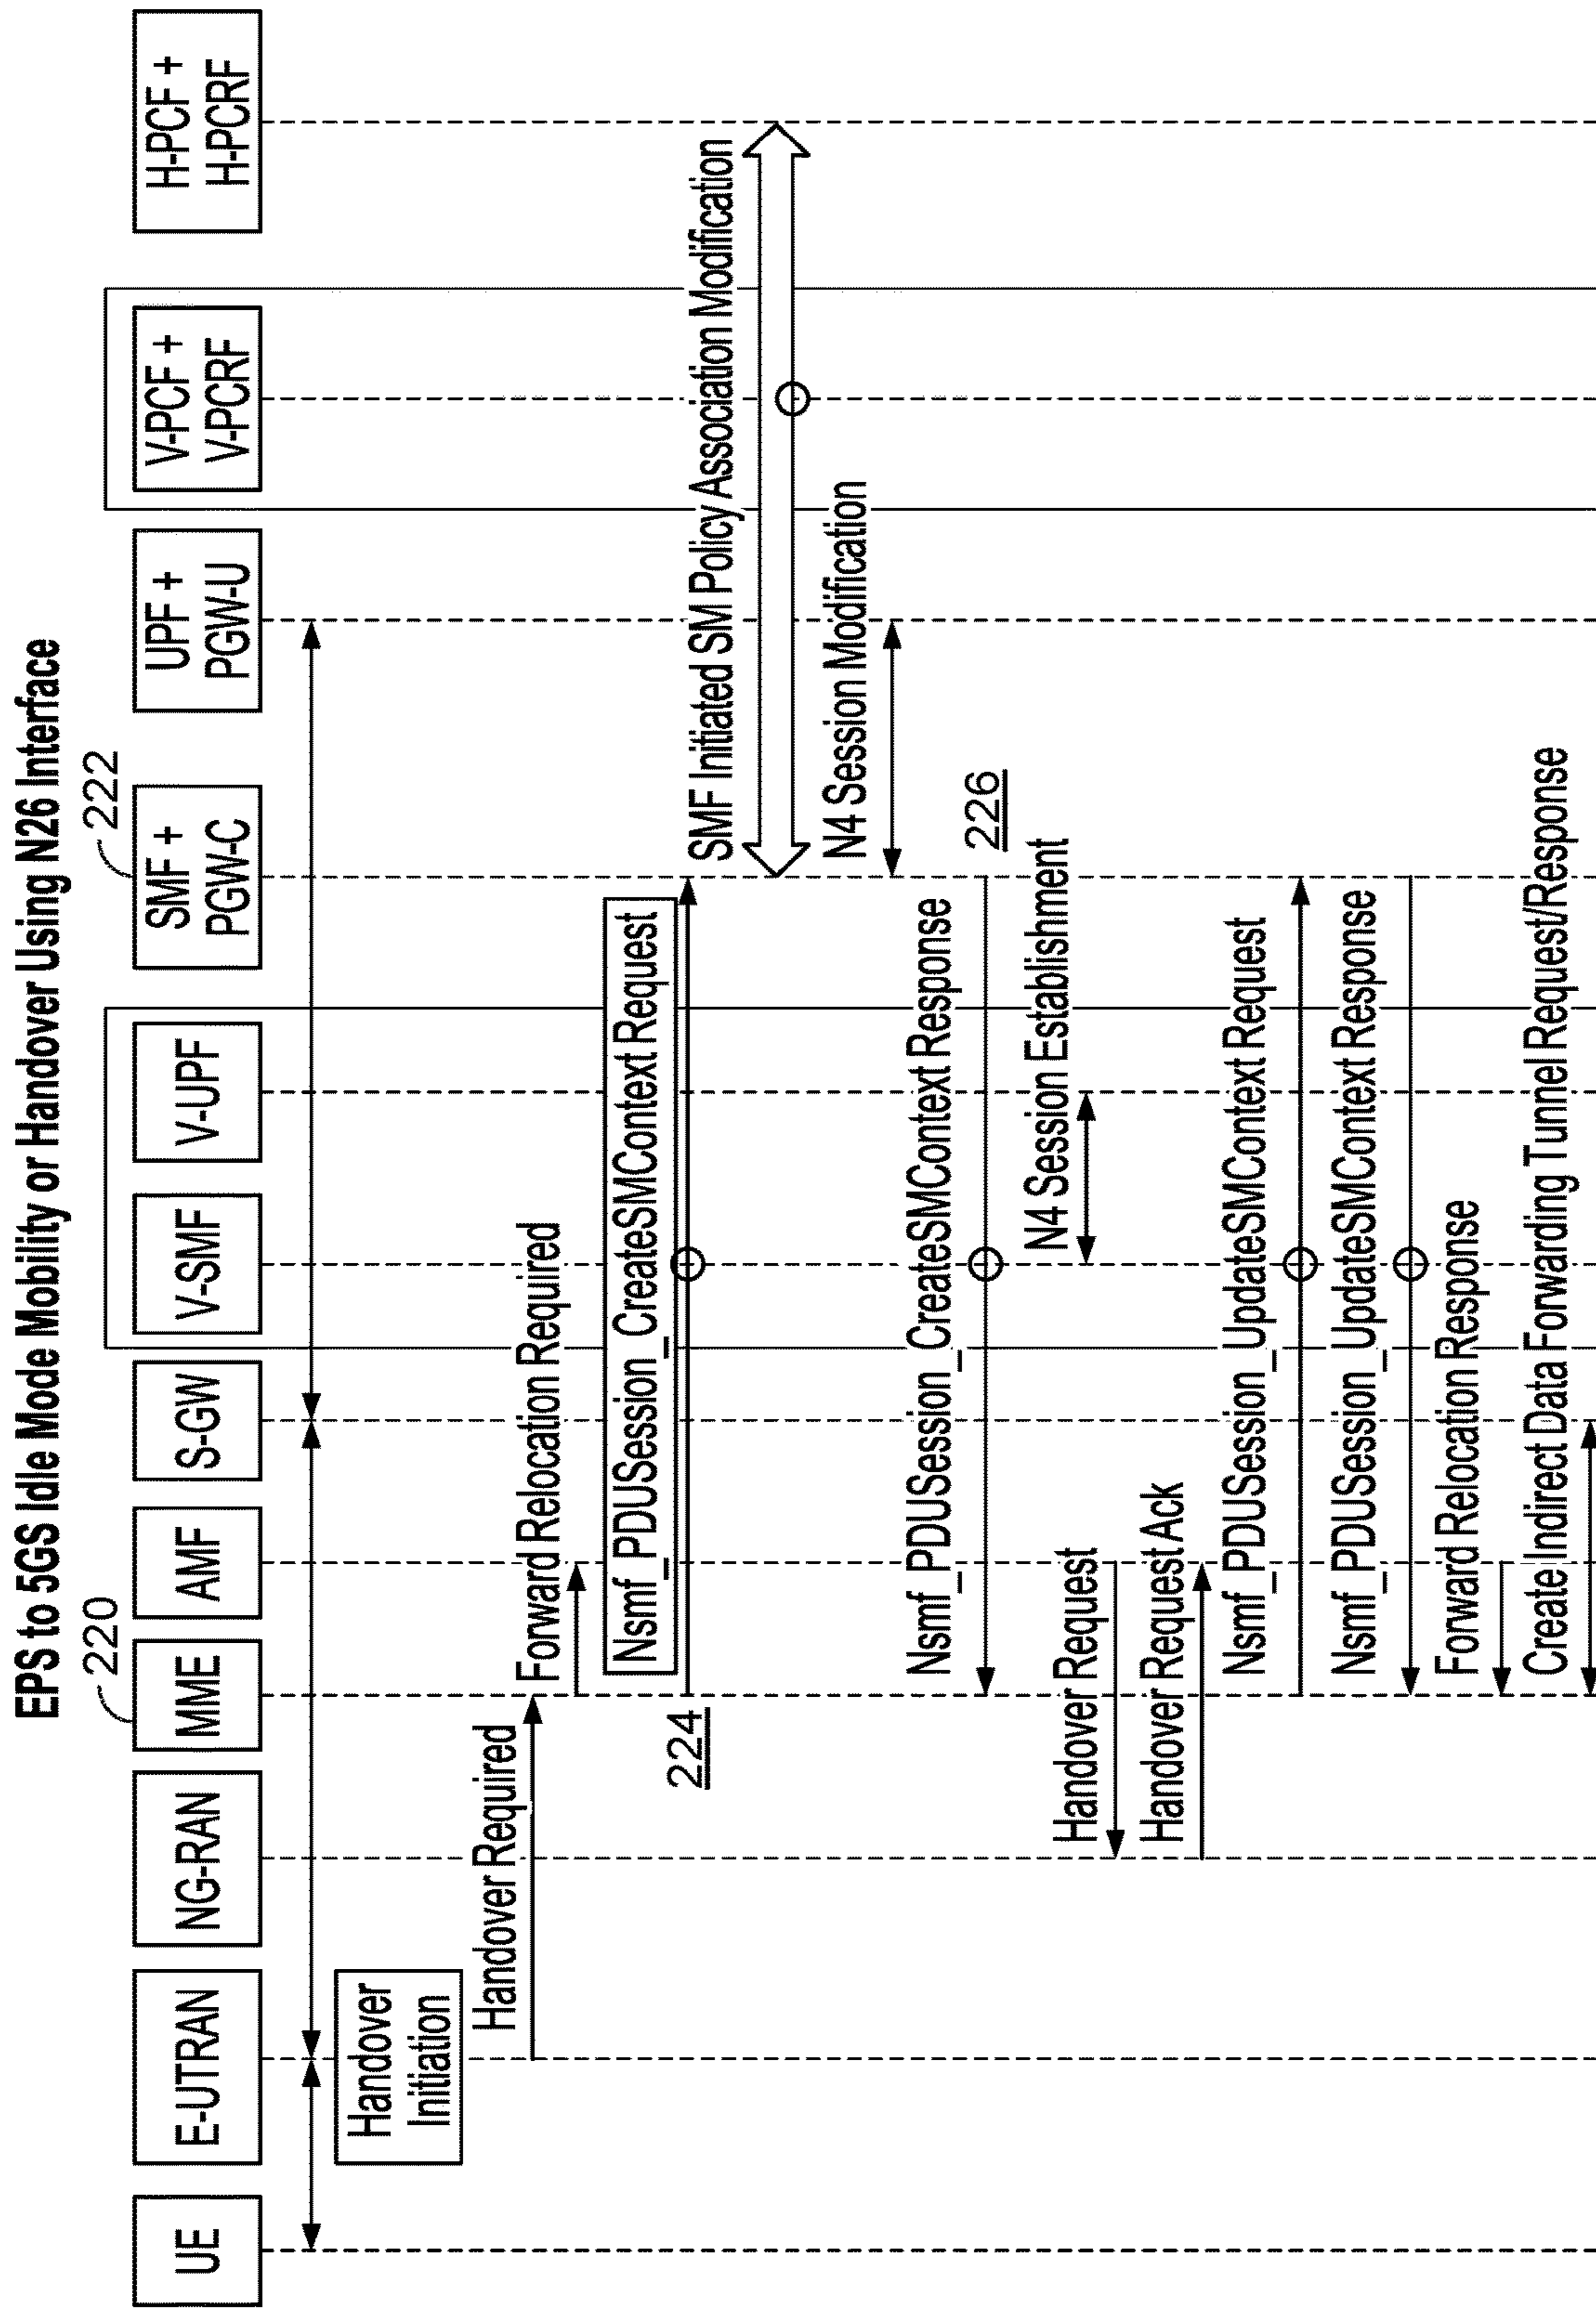 EPS to 5GS Idle Mode Mobility or Handover Using N26 Interface
220
222
UE
E-UTRAN
NG-RAN
MME
AMF
S-GW
V-SMF
V-UPF
SMF +
PGW-C
UPF +
PGW-U
V-PCF +
V-PCRF
H-PCF +
H-PCRF
Handover
Initiation
Handover Required
Forward Relocation Required
Nsmf_PDUSession_CreateSMContext Request
224
SMF Initiated SM Policy Association Modification
N4 Session Modification
Nsmf_PDUSession_CreateSMContext Response
226
N4 Session Establishment
Handover Request
Handover Request Ack
Nsmf_PDUSession_UpdateSMContext Request
Nsmf_PDUSession_UpdateSMContext Response
Forward Relocation Response
Create Indirect Data Forwarding Tunnel Request/Response